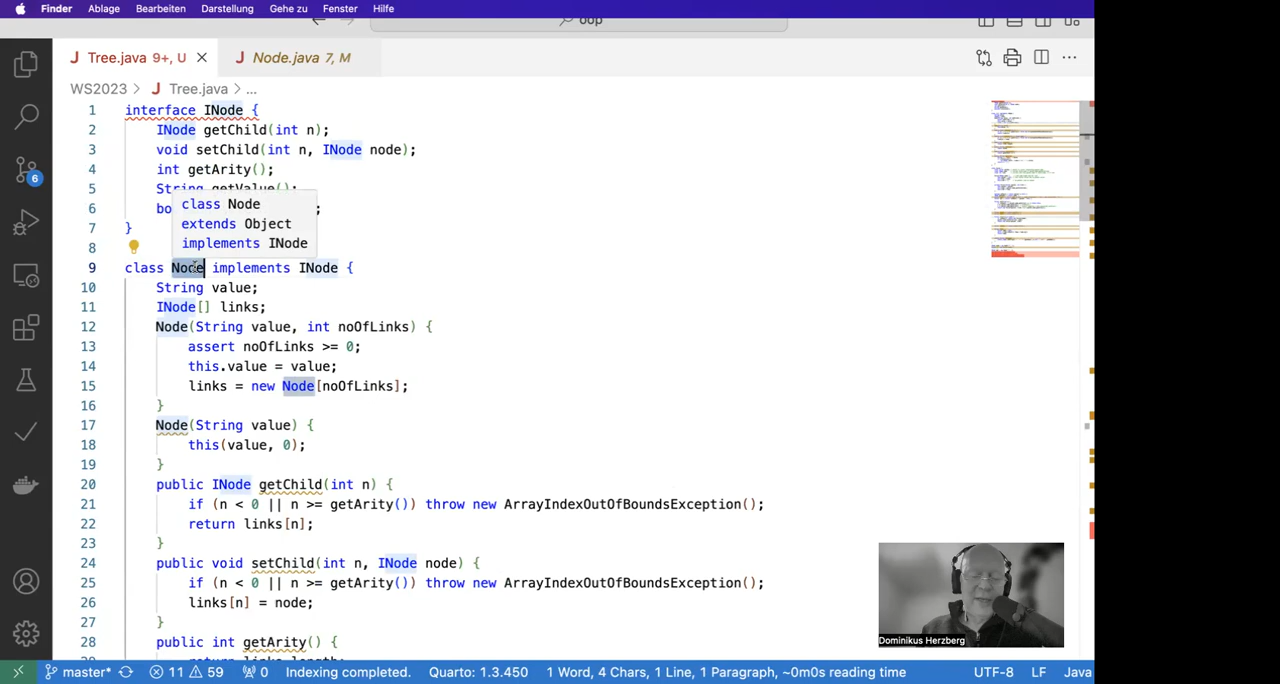 Finder Ablage Bearbeiten Darstellung Gehe zu Fenster Hilfe
oop
J Tree.java 9+, U
J Node.java 7, M
WS2023 > J Tree.java > ...
1 interface INode {
2 INode getChild(int n);
3 void setChild(int n, INode node);
4 int getArity();
5 String getValue();
6 bo ;
class Node
extends Object
implements INode
7 }
8
9 class Node implements INode {
10 String value;
11 INode[] links;
12 Node(String value, int noOfLinks) {
13 assert noOfLinks >= 0;
14 this.value = value;
15 links = new Node[noOfLinks];
16 }
17 Node(String value) {
18 this(value, 0);
19 }
20 public INode getChild(int n) {
21 if (n < 0 || n >= getArity()) throw new ArrayIndexOutOfBoundsException();
22 return links[n];
23 }
24 public void setChild(int n, INode node) {
25 if (n < 0 || n >= getArity()) throw new ArrayIndexOutOfBoundsException();
26 links[n] = node;
27 }
28 public int getArity() {
29 return links.length;
6
Dominikus Herzberg
master* 11 59 0 Indexing completed. Quarto: 1.3.450 1 Word, 4 Chars, 1 Line, 1 Paragraph, ~0m0s reading time UTF-8 LF Java